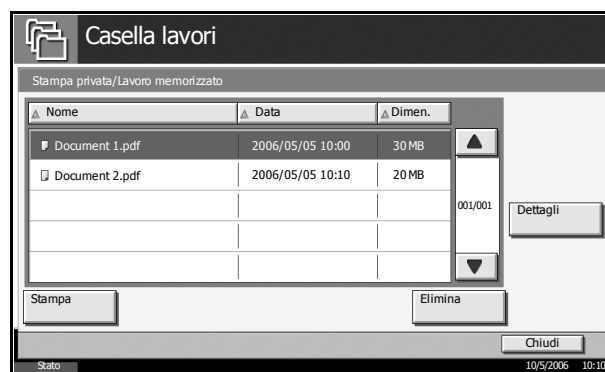 Casella lavori
Stampa privata/Lavoro memorizzato
Nome Data Dimen.
Document 1.pdf 2006/05/05 10:00 30 MB
Document 2.pdf 2006/05/05 10:10 20 MB
001/001
Dettagli
Stampa Elimina
Chiudi
Stato 10/5/2006 10:10